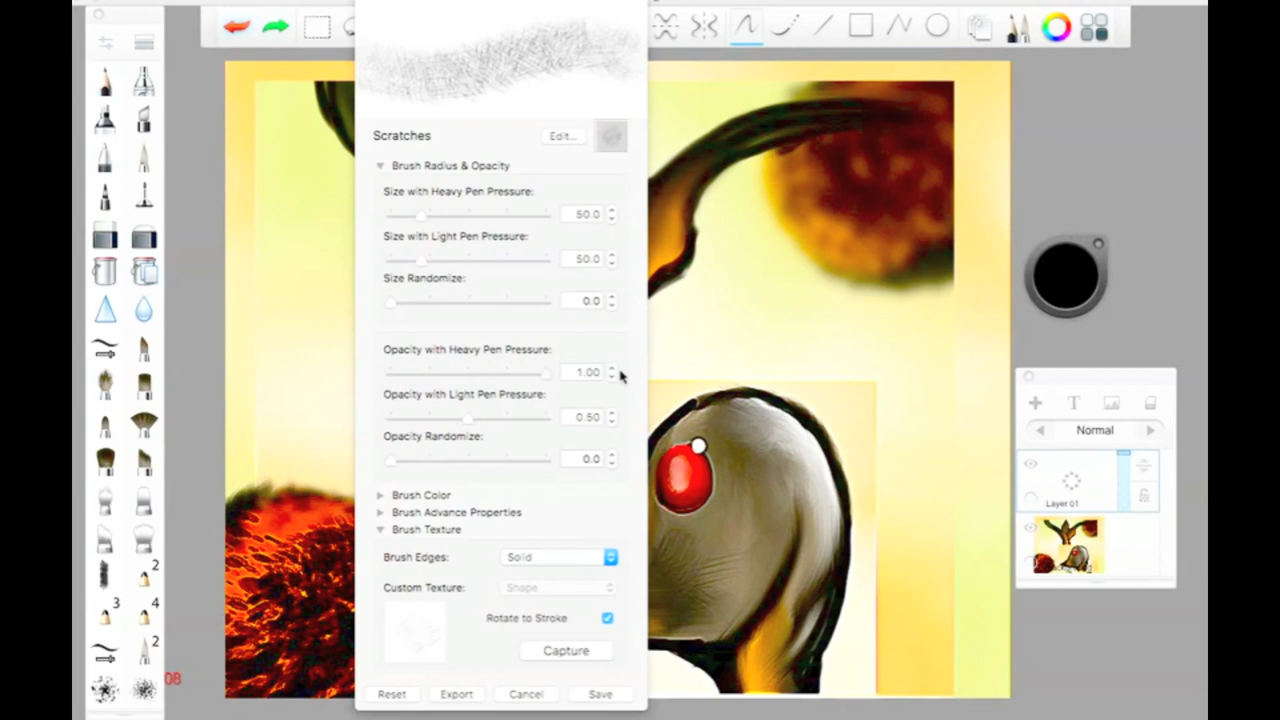 Scratches
Edit...
Brush Radius & Opacity
Size with Heavy Pen Pressure:
50.0
Size with Light Pen Pressure:
50.0
Size Randomize:
0.0
Opacity with Heavy Pen Pressure:
1.00
Opacity with Light Pen Pressure:
0.50
Opacity Randomize:
0.0
Brush Color
Brush Advance Properties
Brush Texture
Brush Edges:
Solid
Custom Texture:
Shape
Rotate to Stroke
Capture
Reset
Export
Cancel
Save
2
3
4
2
08
T
Normal
Layer 01